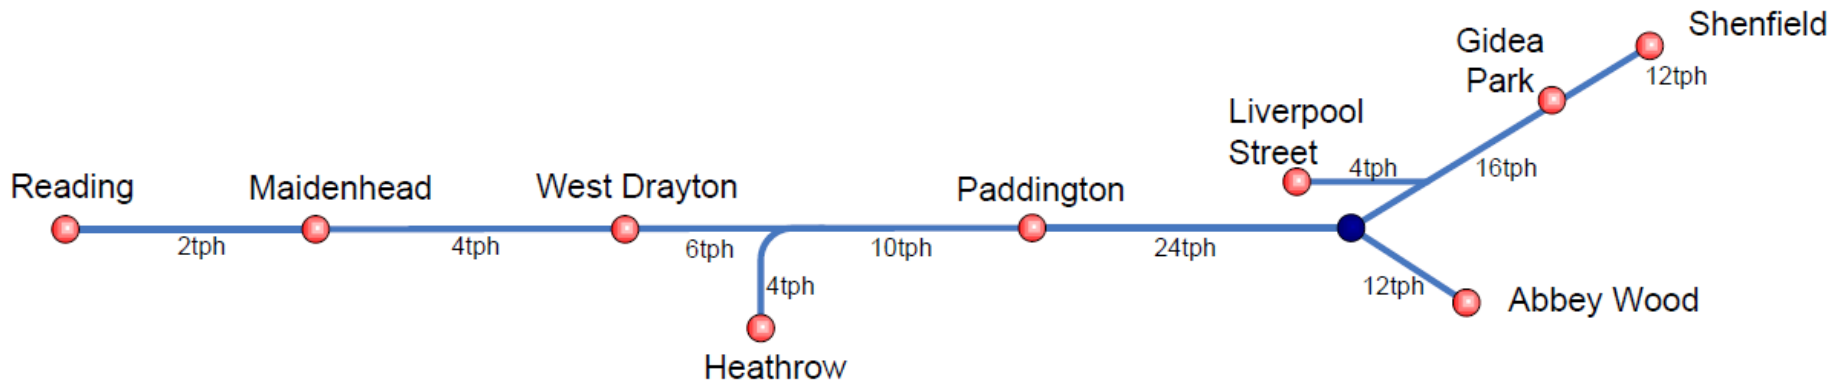 Shenfield
Gidea
Park
12tph
Liverpool
Street
4tph
16tph
Reading
Maidenhead
West Drayton
Paddington
2tph
4tph
6tph
10tph
24tph
4tph
12tph
Abbey Wood
Heathrow